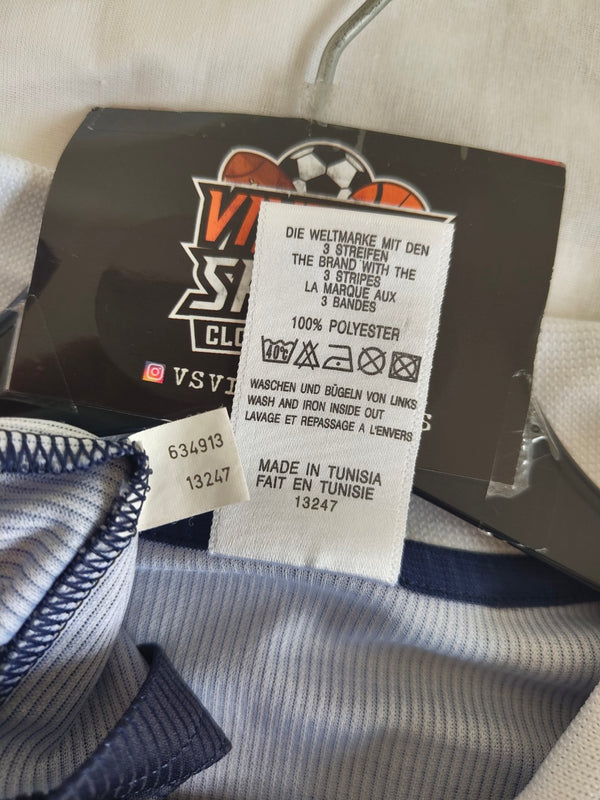 DIE WELTMARKE MIT DEN
3 STREIFEN
THE BRAND WITH THE
3 STRIPES
LA MARQUE AUX
3 BANDES
100% POLYESTER
40°C
WASCHEN UND BÜGELN VON LINKS
WASH AND IRON INSIDE OUT
LAVAGE ET REPASSAGE A L'ENVERS
MADE IN TUNISIA
FAIT EN TUNISIE
13247
634913
13247